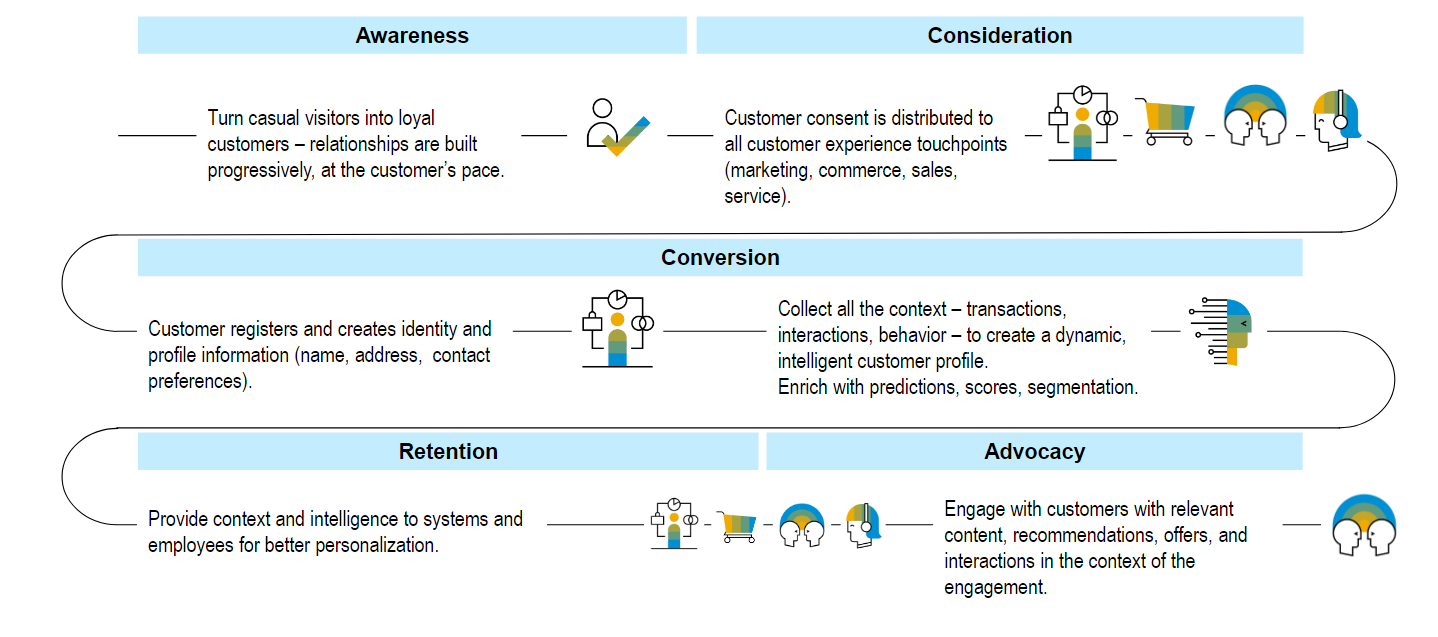 Awareness
Consideration
Turn casual visitors into loyal
customers – relationships are built
progressively, at the customer's pace.
Customer consent is distributed to
all customer experience touchpoints
(marketing, commerce, sales,
service).
Conversion
Customer registers and creates identity and
profile information (name, address,  contact
preferences).
Collect all the context – transactions,
interactions, behavior – to create a dynamic,
intelligent customer profile.
Enrich with predictions, scores, segmentation.
Retention
Advocacy
Provide context and intelligence to systems and
employees for better personalization.
Engage with customers with relevant
content, recommendations, offers, and
interactions in the context of the
engagement.